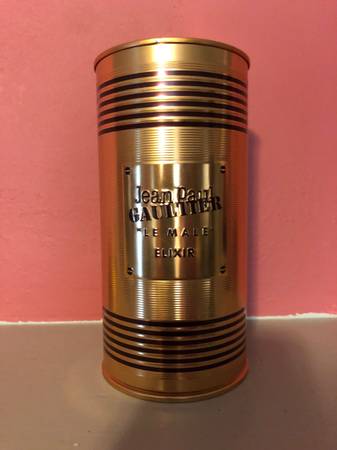 Jean Paul
GAULTIER
"LE MALE"
ELIXIR